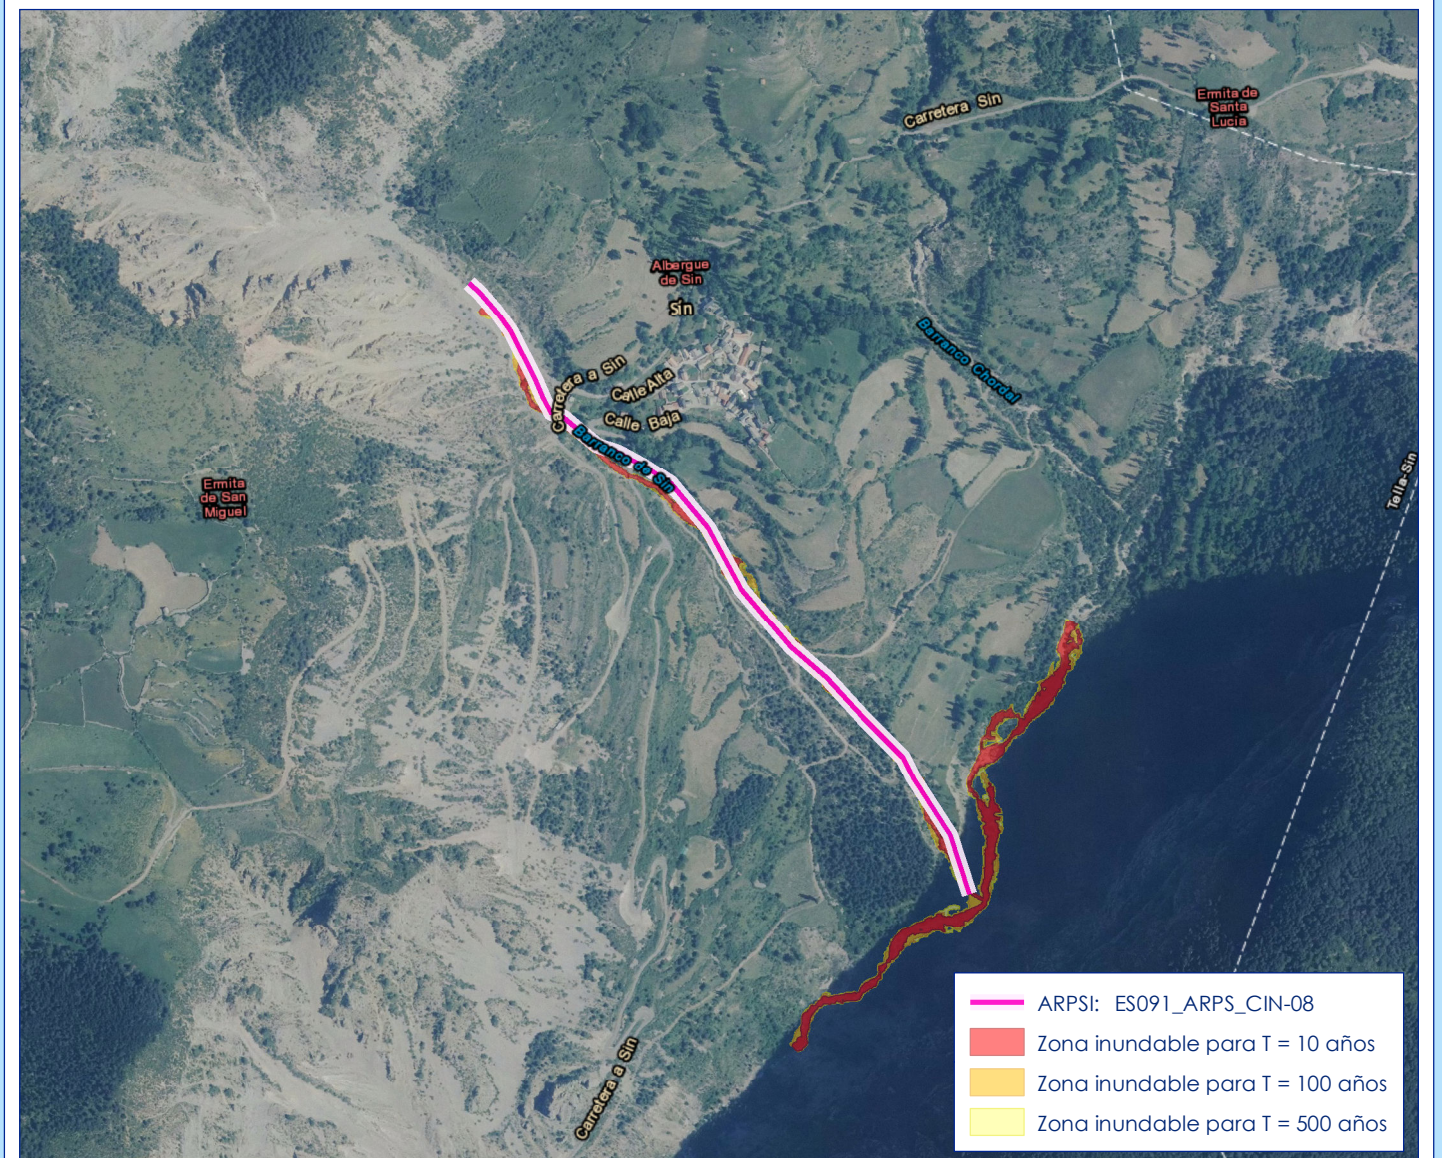 Carretera Sin
Ermita de
Santa
Lucía
Albergue
de Sin
Sín
Barranco Chordal
Carretera a Sin
Calle Alta
Calle Baja
Barranco de Sin
Tella-Sin
Ermita
de San
Miguel
Carretera a Sin
ARPSI: ES091_ARPS_CIN-08
Zona inundable para T = 10 años
Zona inundable para T = 100 años
Zona inundable para T = 500 años